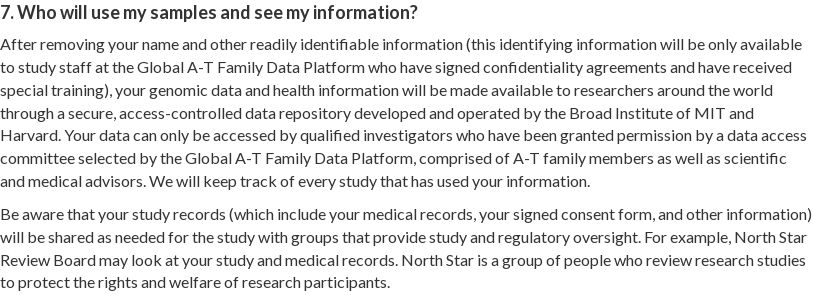 7. Who will use my samples and see my information?
After removing your name and other readily identifiable information (this identifying information will be only available
to study staff at the Global A-T Family Data Platform who have signed confidentiality agreements and have received
special training), your genomic data and health information will be made available to researchers around the world
through a secure, access-controlled data repository developed and operated by the Broad Institute of MIT and
Harvard. Your data can only be accessed by qualified investigators who have been granted permission by a data access
committee selected by the Global A-T Family Data Platform, comprised of A-T family members as well as scientific
and medical advisors. We will keep track of every study that has used your information.
Be aware that your study records (which include your medical records, your signed consent form, and other information)
will be shared as needed for the study with groups that provide study and regulatory oversight. For example, North Star
Review Board may look at your study and medical records. North Star is a group of people who review research studies
to protect the rights and welfare of research participants.